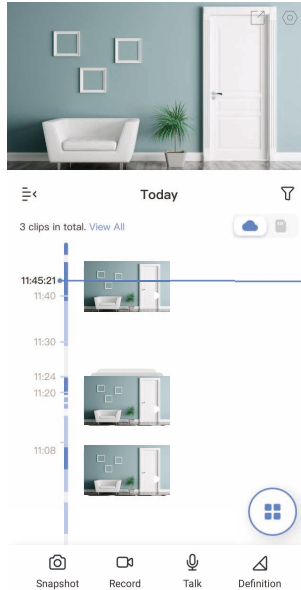 Today
3 clips in total. View All
11:45:21
11:40
11:30
11:24
11:20
11:08
Snapshot Record Talk Definition